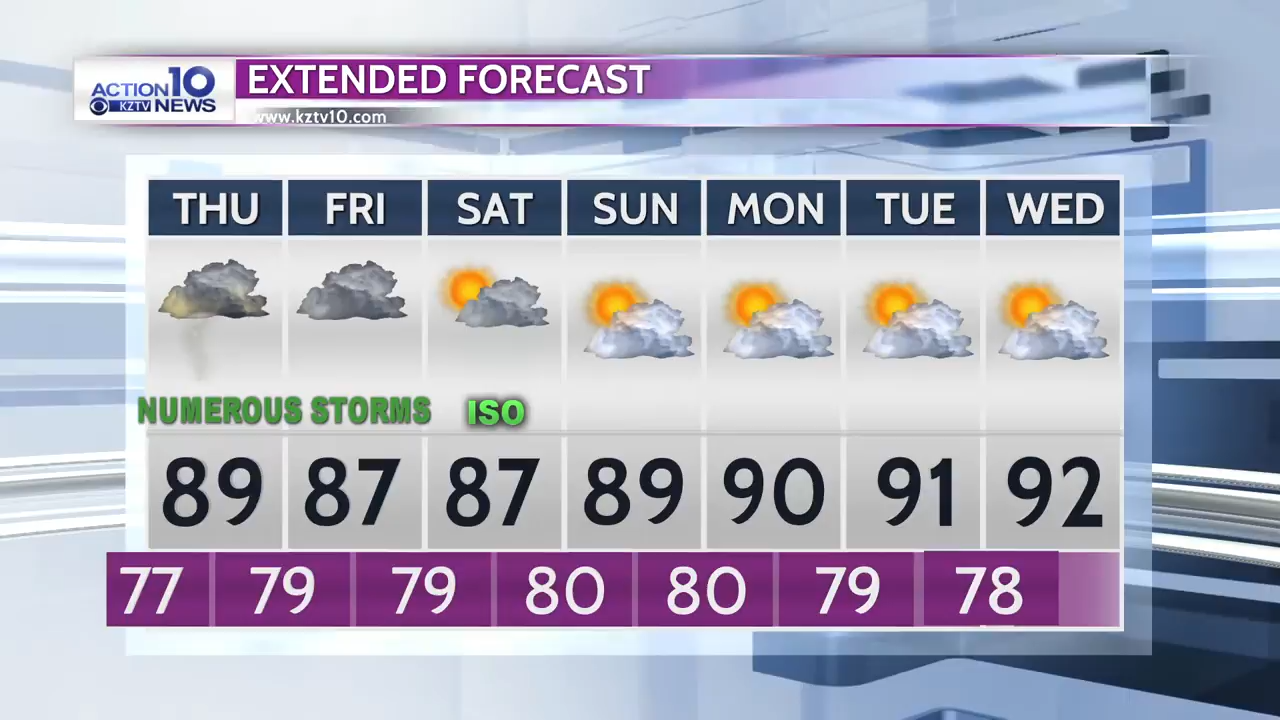 ACTION 10
KZTV NEWS
EXTENDED FORECAST
www.kztv10.com
THU FRI SAT SUN MON TUE WED
NUMEROUS STORMS ISO
89 87 87 89 90 91 92
77 79 79 80 80 79 78